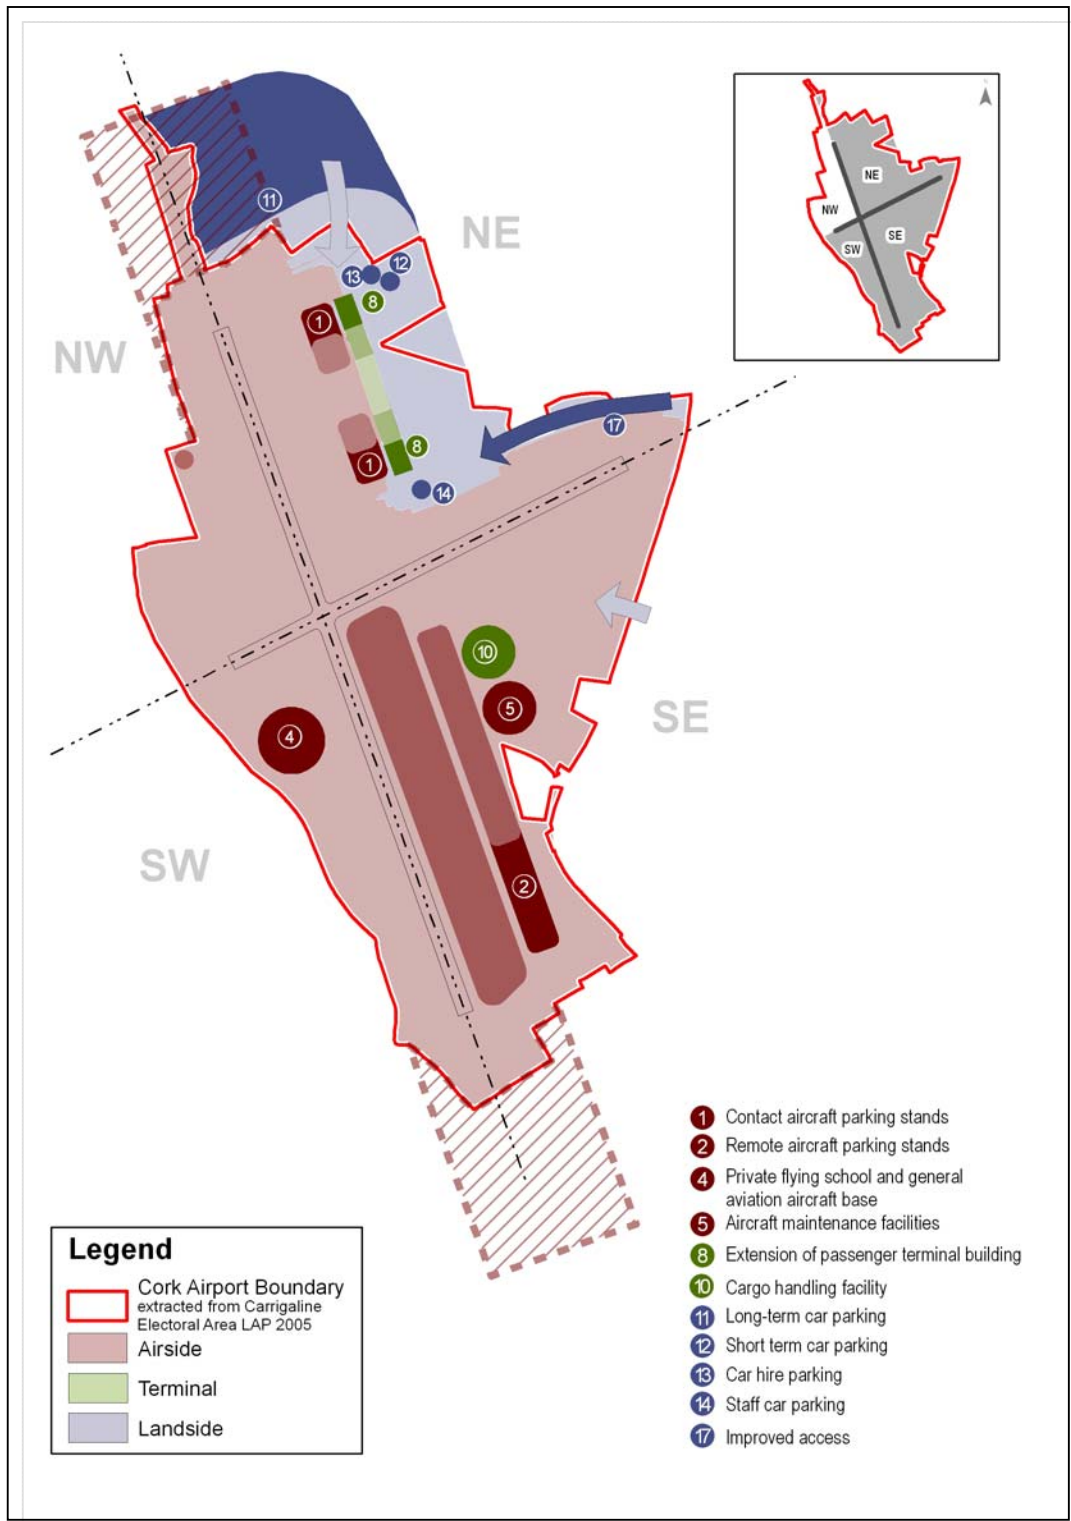 NE
NW
SE
SW
11
13
12
8
1
17
8
1
14
10
5
4
2
NE
NW
SE
SW
1 Contact aircraft parking stands
2 Remote aircraft parking stands
4 Private flying school and general
aviation aircraft base
5 Aircraft maintenance facilities
8 Extension of passenger terminal building
10 Cargo handling facility
11 Long-term car parking
12 Short term car parking
13 Car hire parking
14 Staff car parking
17 Improved access
Legend
Cork Airport Boundary
extracted from Carrigaline
Electoral Area LAP 2005
Airside
Terminal
Landside